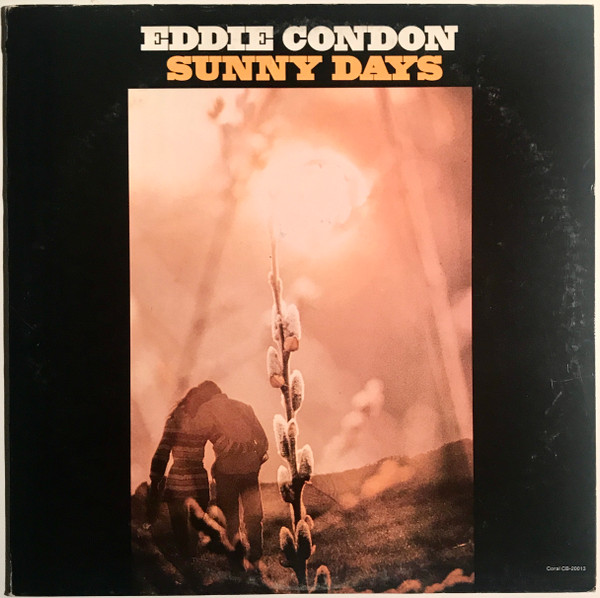 EDDIE CONDON
SUNNY DAYS
Coral CB-20013